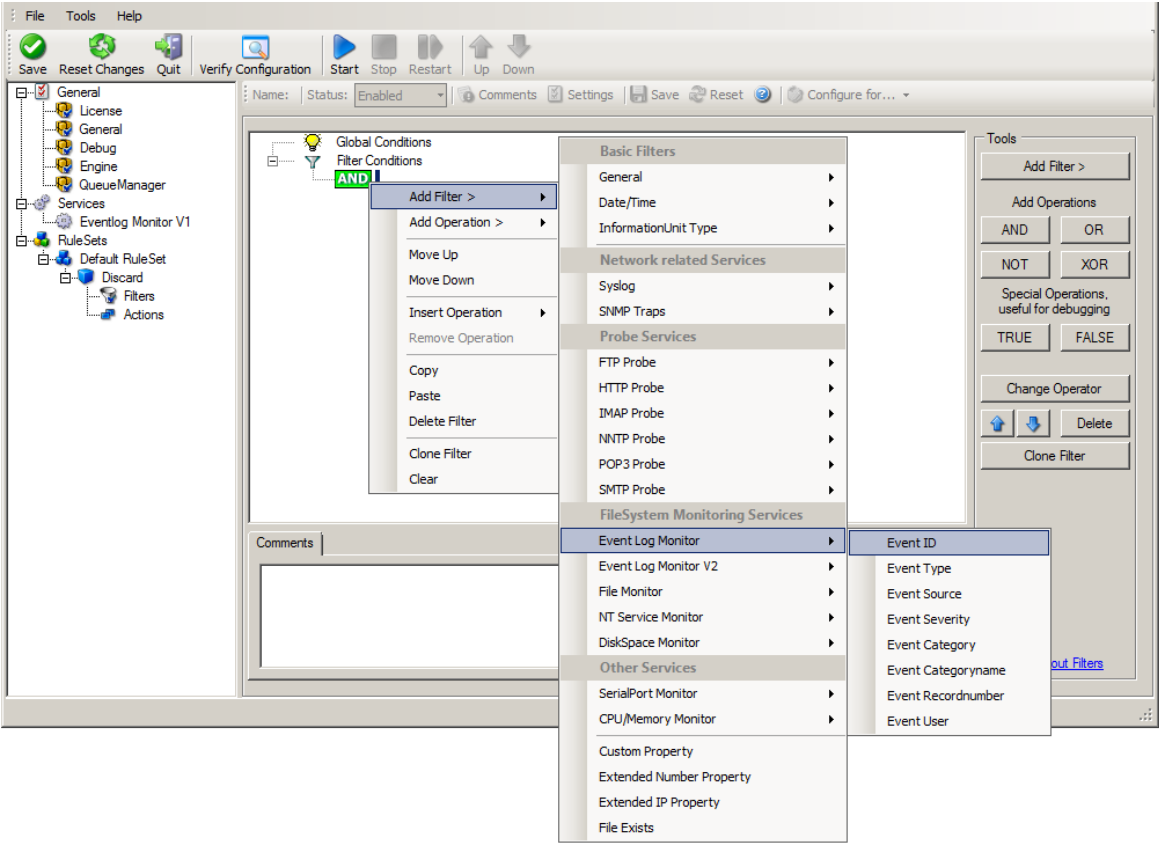 File Tools Help
Save Reset Changes Quit Verify Configuration Start Stop Restart Up Down
General
License
General
Debug
Engine
QueueManager
Services
Eventlog Monitor V1
RuleSets
Default RuleSet
Discard
Filters
Actions
Name: Status: Enabled Comments Settings Save Reset Configure for...
Global Conditions
Filter Conditions
AND
Add Filter >
Add Operation >
Move Up
Move Down
Insert Operation
Remove Operation
Copy
Paste
Delete Filter
Clone Filter
Clear
Basic Filters
General
Date/Time
InformationUnit Type
Network related Services
Syslog
SNMP Traps
Probe Services
FTP Probe
HTTP Probe
IMAP Probe
NNTP Probe
POP3 Probe
SMTP Probe
FileSystem Monitoring Services
Event Log Monitor
Event Log Monitor V2
File Monitor
NT Service Monitor
DiskSpace Monitor
Other Services
SerialPort Monitor
CPU/Memory Monitor
Custom Property
Extended Number Property
Extended IP Property
File Exists
Event ID
Event Type
Event Source
Event Severity
Event Category
Event Categoryname
Event Recordnumber
Event User
Tools
Add Filter >
Add Operations
AND OR
NOT XOR
Special Operations,
useful for debugging
TRUE FALSE
Change Operator
Delete
Clone Filter
out Filters
Comments